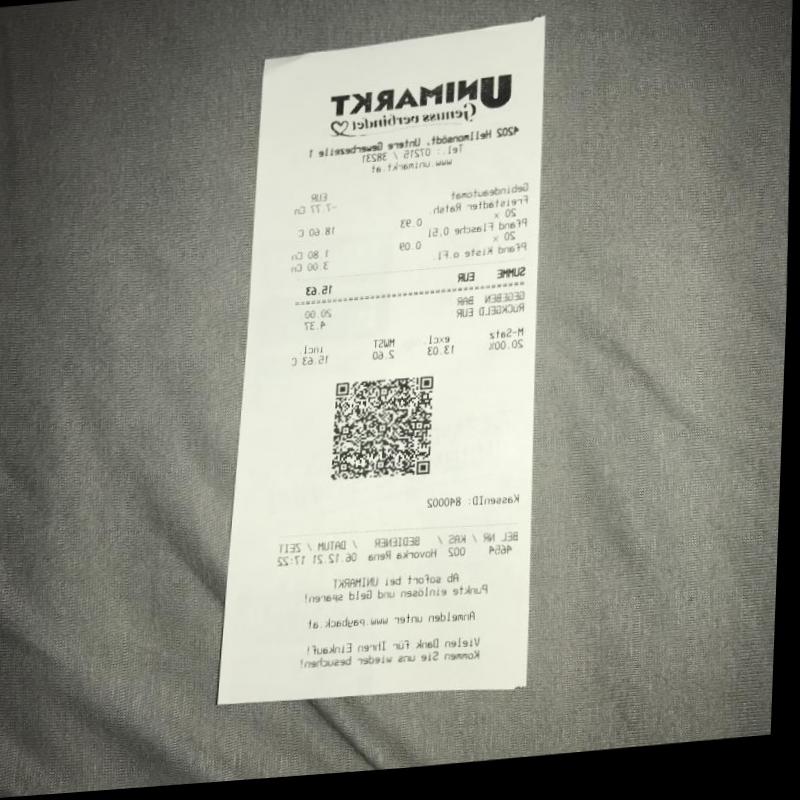 UNIMARKT
Genuss verbindet
4202 Hellmonsödt, Untere Gewerbezeile 1
Tel.: 07215 / 38231
www.unimarkt.at
EUR
Gebindeautomat -7.77 Cn
Freistädter Ratsh.
20 x 0.93 18.60 C
Pfand Flasche 0,5l
20 x 0.09 1.80 Cn
Pfand Kiste o.Fl. 3.00 Cn
SUMME EUR 15.63
GEGEBEN BAR 20.00
RÜCKGELD EUR 4.37
M-Satz excl. MWST incl.
20.00% 13.03 2.60 15.63 C
KassenID: 840002
BEL NR / KAS / BEDIENER / DATUM / ZEIT
4654 002 Hovorka Rena 06.12.21 17:22
Ab sofort bei UNIMARKT
Punkte einlösen und Geld sparen!
Anmelden unter www.payback.at
Vielen Dank für Ihren Einkauf!
Kommen Sie uns wieder besuchen!